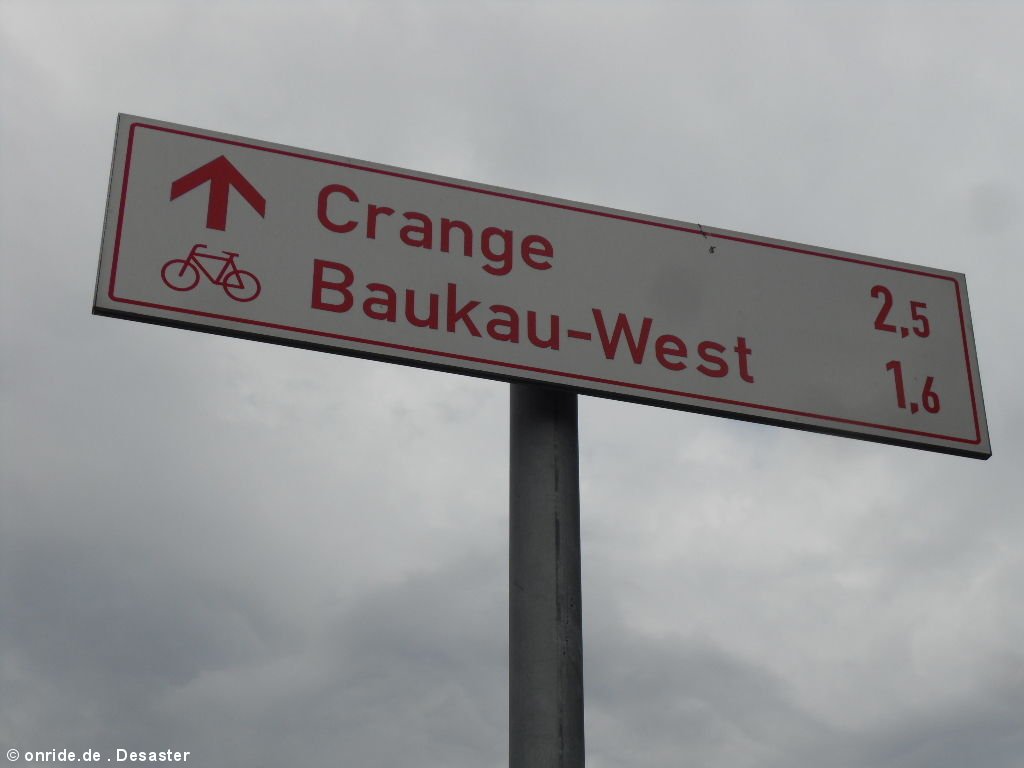 Crange 2,5
Baukau-West 1,6
© onride.de . Desaster